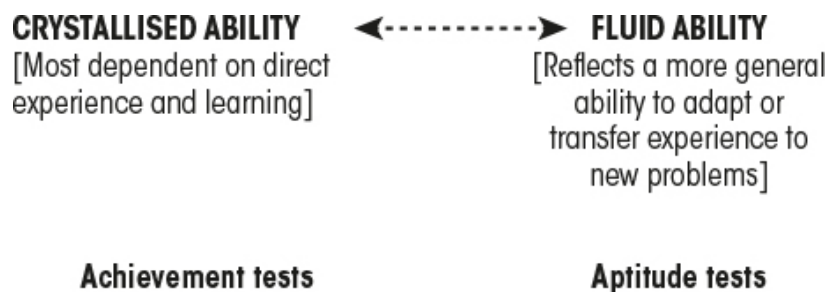 CRYSTALLISED ABILITY FLUID ABILITY
[Most dependent on direct
experience and learning]
[Reflects a more general
ability to adapt or
transfer experience to
new problems]
Achievement tests Aptitude tests